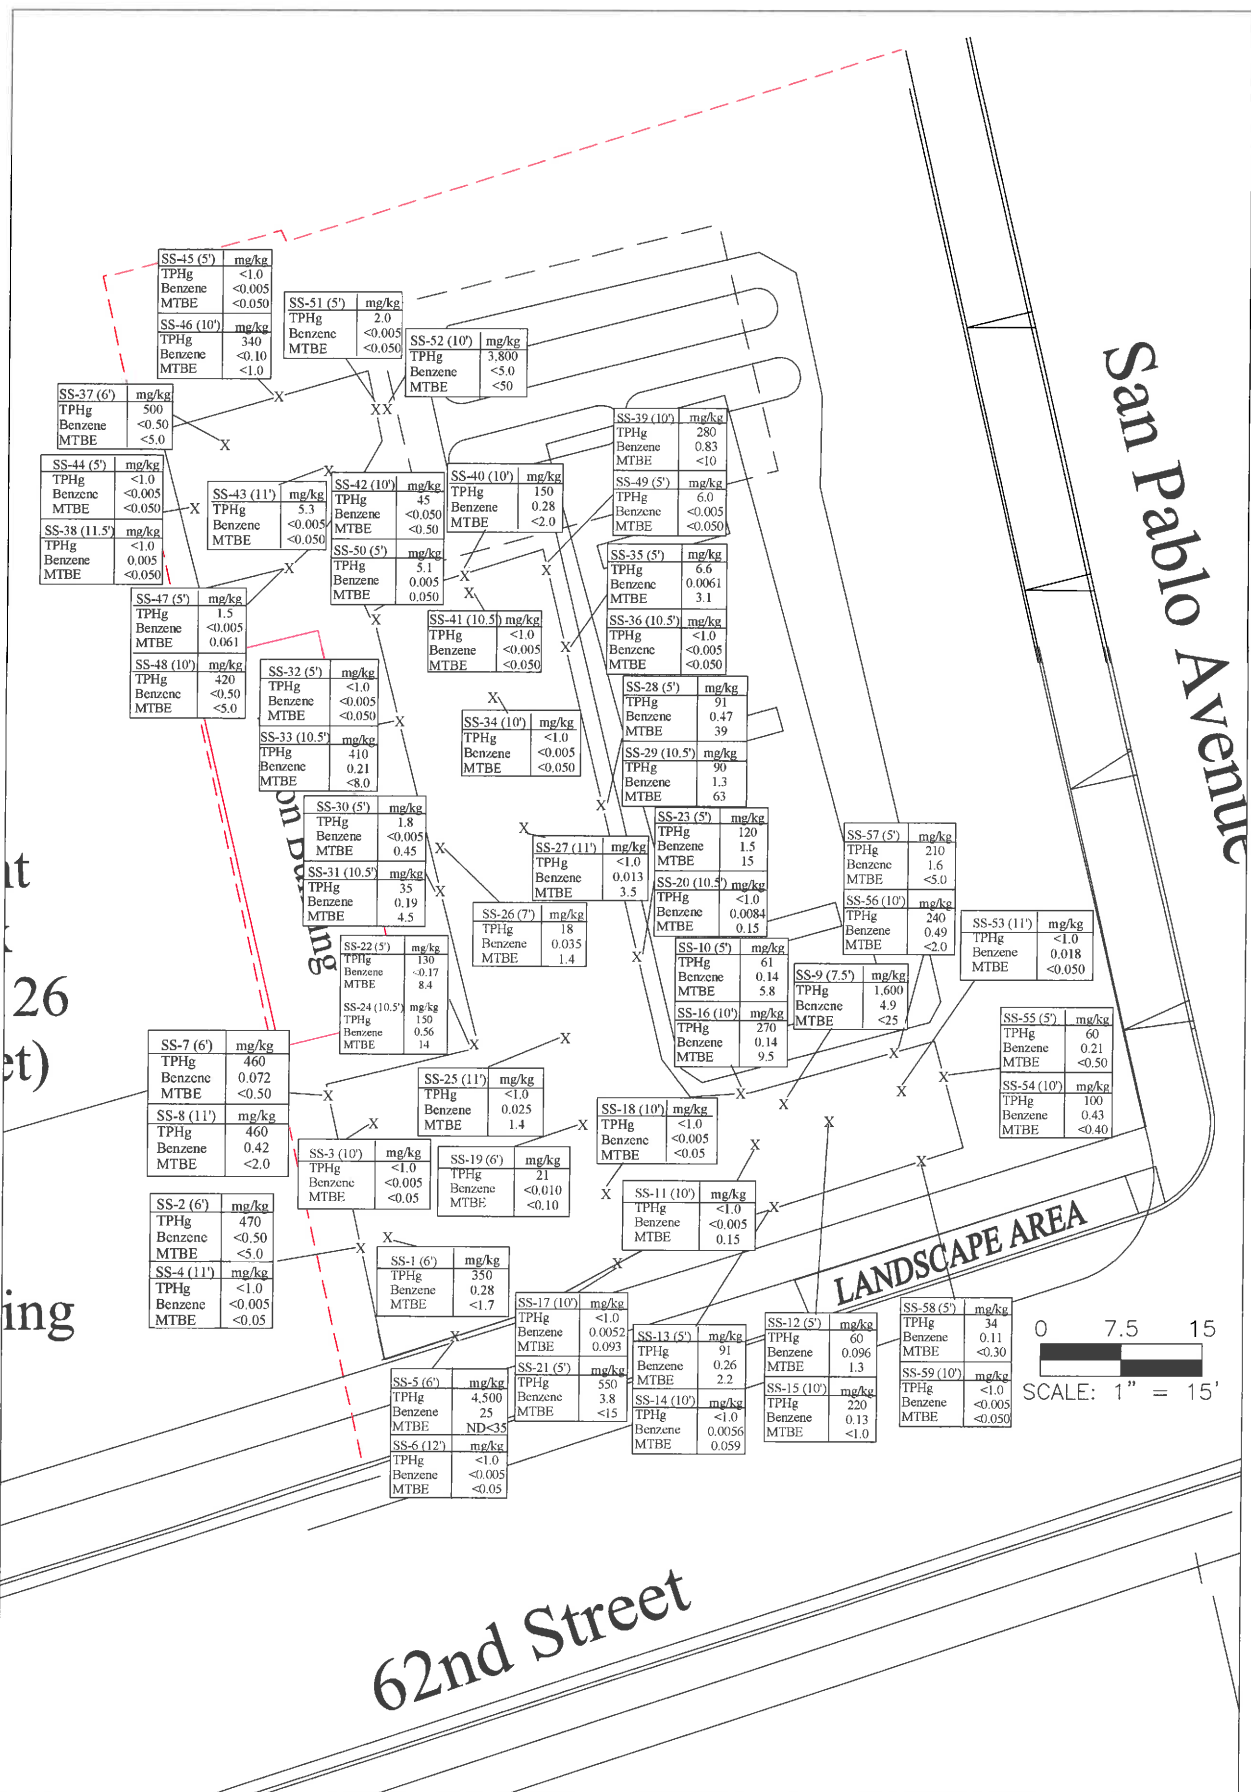 SS-45 (5') mg/kg
TPHg <1.0
Benzene <0.005
MTBE <0.050
SS-46 (10') mg/kg
TPHg 340
Benzene <0.10
MTBE <1.0
SS-51 (5') mg/kg
TPHg 2.0
Benzene <0.005
MTBE <0.050
SS-52 (10') mg/kg
TPHg 3,800
Benzene <5.0
MTBE <50
SS-37 (6') mg/kg
TPHg 500
Benzene <0.50
MTBE <5.0
SS-39 (10') mg/kg
TPHg 280
Benzene 0.83
MTBE <10
SS-49 (5') mg/kg
TPHg 6.0
Benzene <0.005
MTBE <0.050
SS-44 (5') mg/kg
TPHg <1.0
Benzene <0.005
MTBE <0.050
SS-38 (11.5') mg/kg
TPHg <1.0
Benzene 0.005
MTBE <0.050
SS-43 (11') mg/kg
TPHg 5.3
Benzene <0.005
MTBE <0.050
SS-42 (10') mg/kg
TPHg 45
Benzene <0.050
MTBE <0.50
SS-50 (5') mg/kg
TPHg 5.1
Benzene 0.005
MTBE 0.050
SS-40 (10') mg/kg
TPHg 150
Benzene 0.28
MTBE <2.0
SS-35 (5') mg/kg
TPHg 6.6
Benzene 0.0061
MTBE 3.1
SS-36 (10.5') mg/kg
TPHg <1.0
Benzene <0.005
MTBE <0.050
SS-47 (5') mg/kg
TPHg 1.5
Benzene <0.005
MTBE 0.061
SS-48 (10') mg/kg
TPHg 420
Benzene <0.50
MTBE <5.0
SS-41 (10.5') mg/kg
TPHg <1.0
Benzene <0.005
MTBE <0.050
SS-32 (5') mg/kg
TPHg <1.0
Benzene <0.005
MTBE <0.050
SS-33 (10.5') mg/kg
TPHg 410
Benzene 0.21
MTBE <8.0
SS-34 (10') mg/kg
TPHg <1.0
Benzene <0.005
MTBE <0.050
SS-28 (5') mg/kg
TPHg 91
Benzene 0.47
MTBE 39
SS-29 (10.5') mg/kg
TPHg 90
Benzene 1.3
MTBE 63
SS-30 (5') mg/kg
TPHg 1.8
Benzene <0.005
MTBE 0.45
SS-31 (10.5') mg/kg
TPHg 35
Benzene 0.19
MTBE 4.5
SS-27 (11') mg/kg
TPHg <1.0
Benzene 0.013
MTBE 3.5
SS-23 (5') mg/kg
TPHg 120
Benzene 1.5
MTBE 15
SS-20 (10.5') mg/kg
TPHg <1.0
Benzene 0.0084
MTBE 0.15
SS-57 (5') mg/kg
TPHg 210
Benzene 1.6
MTBE <5.0
SS-56 (10') mg/kg
TPHg 240
Benzene 0.49
MTBE <2.0
SS-26 (7') mg/kg
TPHg 18
Benzene 0.035
MTBE 1.4
SS-53 (11') mg/kg
TPHg <1.0
Benzene 0.018
MTBE <0.050
SS-22 (5') mg/kg
TPHg 130
Benzene <0.17
MTBE 8.4
SS-24 (10.5') mg/kg
TPHg 150
Benzene 0.56
MTBE 14
SS-10 (5') mg/kg
TPHg 61
Benzene 0.14
MTBE 5.8
SS-16 (10') mg/kg
TPHg 270
Benzene 0.14
MTBE 9.5
SS-9 (7.5') mg/kg
TPHg 1,600
Benzene 4.9
MTBE <25
SS-55 (5') mg/kg
TPHg 60
Benzene 0.21
MTBE <0.50
SS-54 (10') mg/kg
TPHg 100
Benzene 0.43
MTBE <0.40
SS-7 (6') mg/kg
TPHg 460
Benzene 0.072
MTBE <0.50
SS-8 (11') mg/kg
TPHg 460
Benzene 0.42
MTBE <2.0
SS-25 (11') mg/kg
TPHg <1.0
Benzene 0.025
MTBE 1.4
SS-18 (10') mg/kg
TPHg <1.0
Benzene <0.005
MTBE <0.05
SS-3 (10') mg/kg
TPHg <1.0
Benzene <0.005
MTBE <0.05
SS-19 (6') mg/kg
TPHg 21
Benzene <0.010
MTBE <0.10
SS-11 (10') mg/kg
TPHg <1.0
Benzene <0.005
MTBE 0.15
SS-2 (6') mg/kg
TPHg 470
Benzene <0.50
MTBE <5.0
SS-4 (11') mg/kg
TPHg <1.0
Benzene <0.005
MTBE <0.05
SS-1 (6') mg/kg
TPHg 350
Benzene 0.28
MTBE <1.7
SS-17 (10') mg/kg
TPHg <1.0
Benzene 0.0052
MTBE 0.093
SS-21 (5') mg/kg
TPHg 550
Benzene 3.8
MTBE <15
SS-13 (5') mg/kg
TPHg 91
Benzene 0.26
MTBE 2.2
SS-14 (10') mg/kg
TPHg <1.0
Benzene 0.0056
MTBE 0.059
SS-12 (5') mg/kg
TPHg 60
Benzene 0.096
MTBE 1.3
SS-15 (10') mg/kg
TPHg 220
Benzene 0.13
MTBE <1.0
SS-58 (5') mg/kg
TPHg 34
Benzene 0.11
MTBE <0.30
SS-59 (10') mg/kg
TPHg <1.0
Benzene <0.005
MTBE <0.050
SS-5 (6') mg/kg
TPHg 4,500
Benzene 25
MTBE ND<35
SS-6 (12') mg/kg
TPHg <1.0
Benzene <0.005
MTBE <0.05
San Pablo Avenue
LANDSCAPE AREA
26
et)
ing
0 7.5 15
SCALE: 1" = 15'
62nd Street